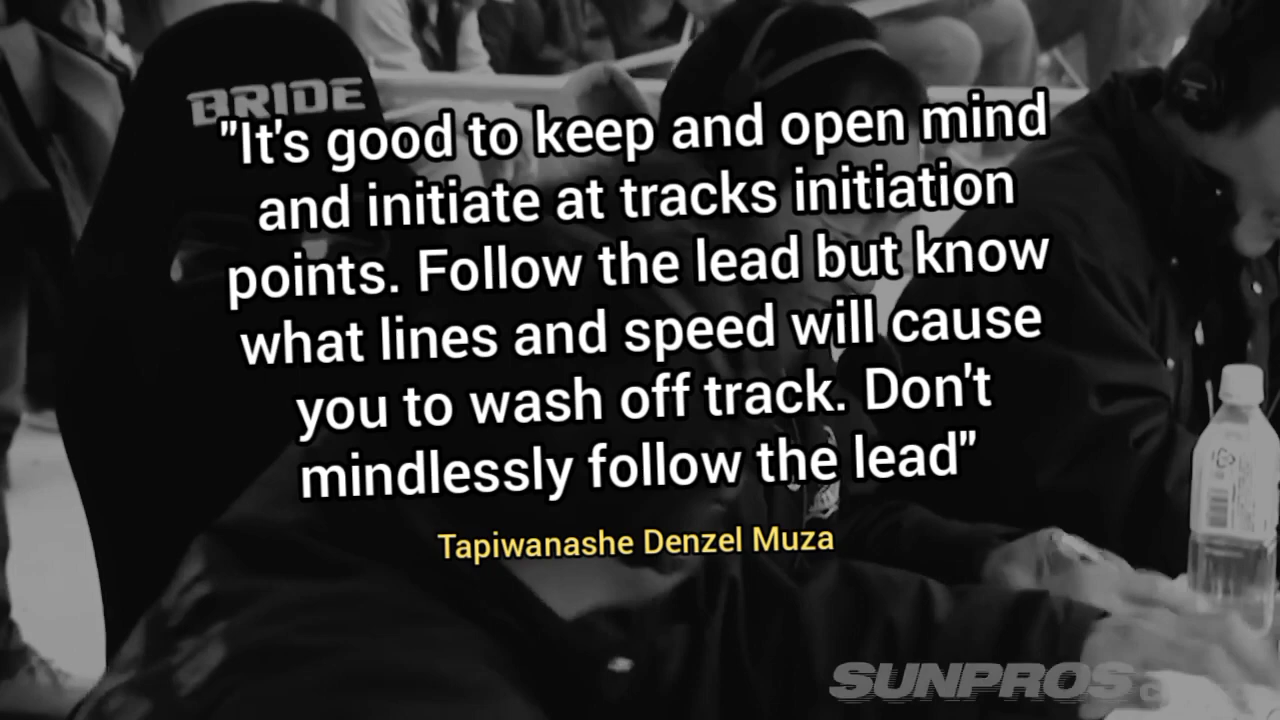 BRIDE
"It's good to keep and open mind
and initiate at tracks initiation
points. Follow the lead but know
what lines and speed will cause
you to wash off track. Don't
mindlessly follow the lead"
Tapiwanashe Denzel Muza
SUNPROS